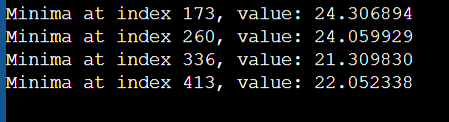 Minima at index 173, value: 24.306894
Minima at index 260, value: 24.059929
Minima at index 336, value: 21.309830
Minima at index 413, value: 22.052338